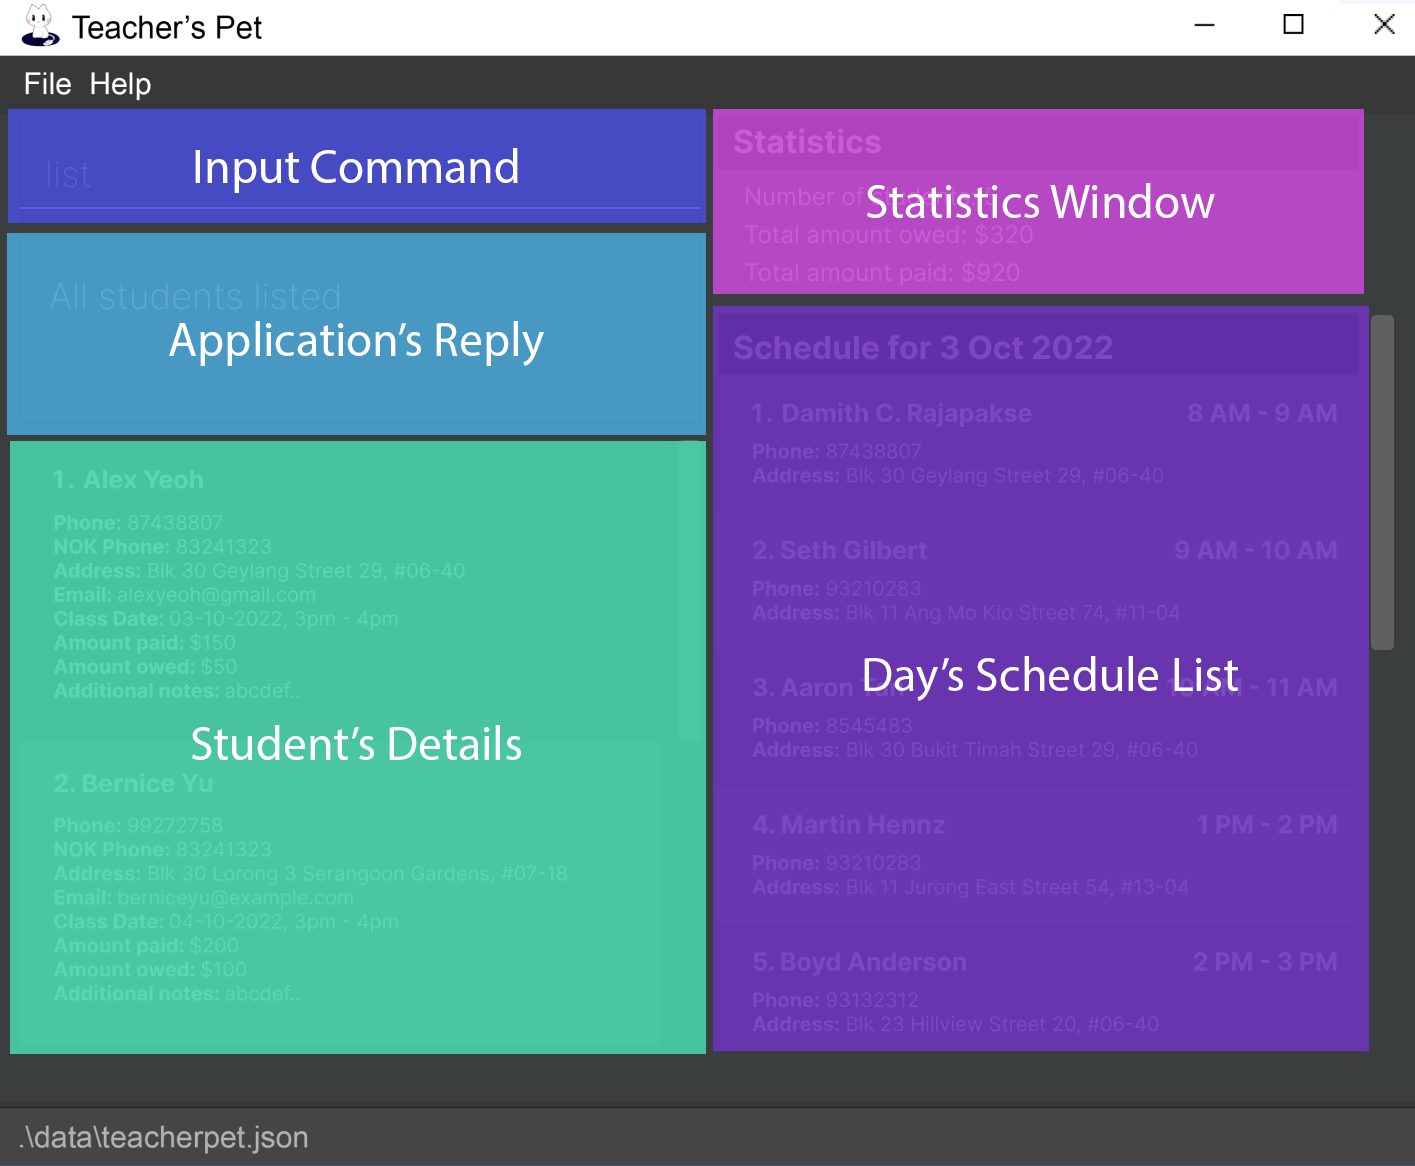 Teacher's Pet
File Help
list
Input Command
All students listed
Application's Reply
1. Alex Yeoh
Phone: 87438807
NOK Phone: 83241323
Address: Blk 30 Geylang Street 29, #06-40
Email: alexyeoh@gmail.com
Class Date: 03-10-2022, 3pm - 4pm
Amount paid: $150
Amount owed: $50
Additional notes: abcdef..
Student's Details
2. Bernice Yu
Phone: 99272758
NOK Phone: 83241323
Address: Blk 30 Lorong 3 Serangoon Gardens, #07-18
Email: berniceyu@example.com
Class Date: 04-10-2022, 3pm - 4pm
Amount paid: $200
Amount owed: $100
Additional notes: abcdef..
Statistics
Number of
Statistics Window
Total amount owed: $320
Total amount paid: $920
Schedule for 3 Oct 2022
1. Damith C. Rajapakse 8 AM - 9 AM
Phone: 87438807
Address: Blk 30 Geylang Street 29, #06-40
2. Seth Gilbert 9 AM - 10 AM
Phone: 93210283
Address: Blk 11 Ang Mo Kio Street 74, #11-04
Day's Schedule List
3. Aaron Tan 10 AM - 11 AM
Phone: 8545483
Address: Blk 30 Bukit Timah Street 29, #06-40
4. Martin Hennz 1 PM - 2 PM
Phone: 93210283
Address: Blk 11 Jurong East Street 54, #13-04
5. Boyd Anderson 2 PM - 3 PM
Phone: 93132312
Address: Blk 23 Hillview Street 20, #06-40
.\data\teacherpet.json